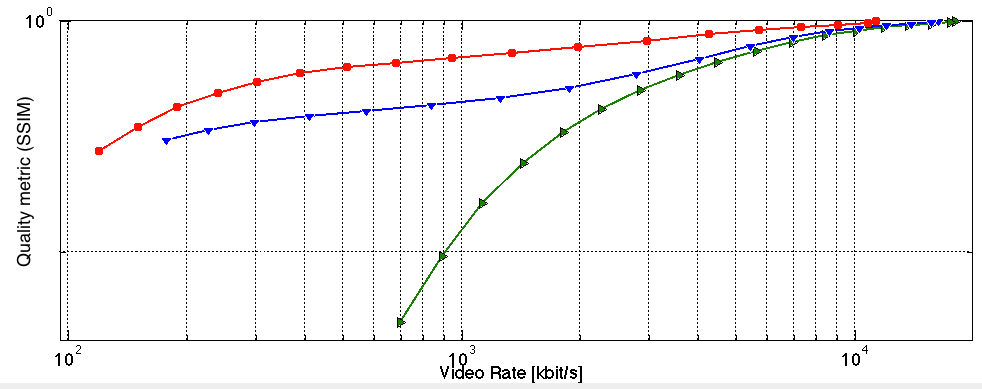 10^0
Quality metric (SSIM)
10^2 10^3 10^4
Video Rate [kbit/s]